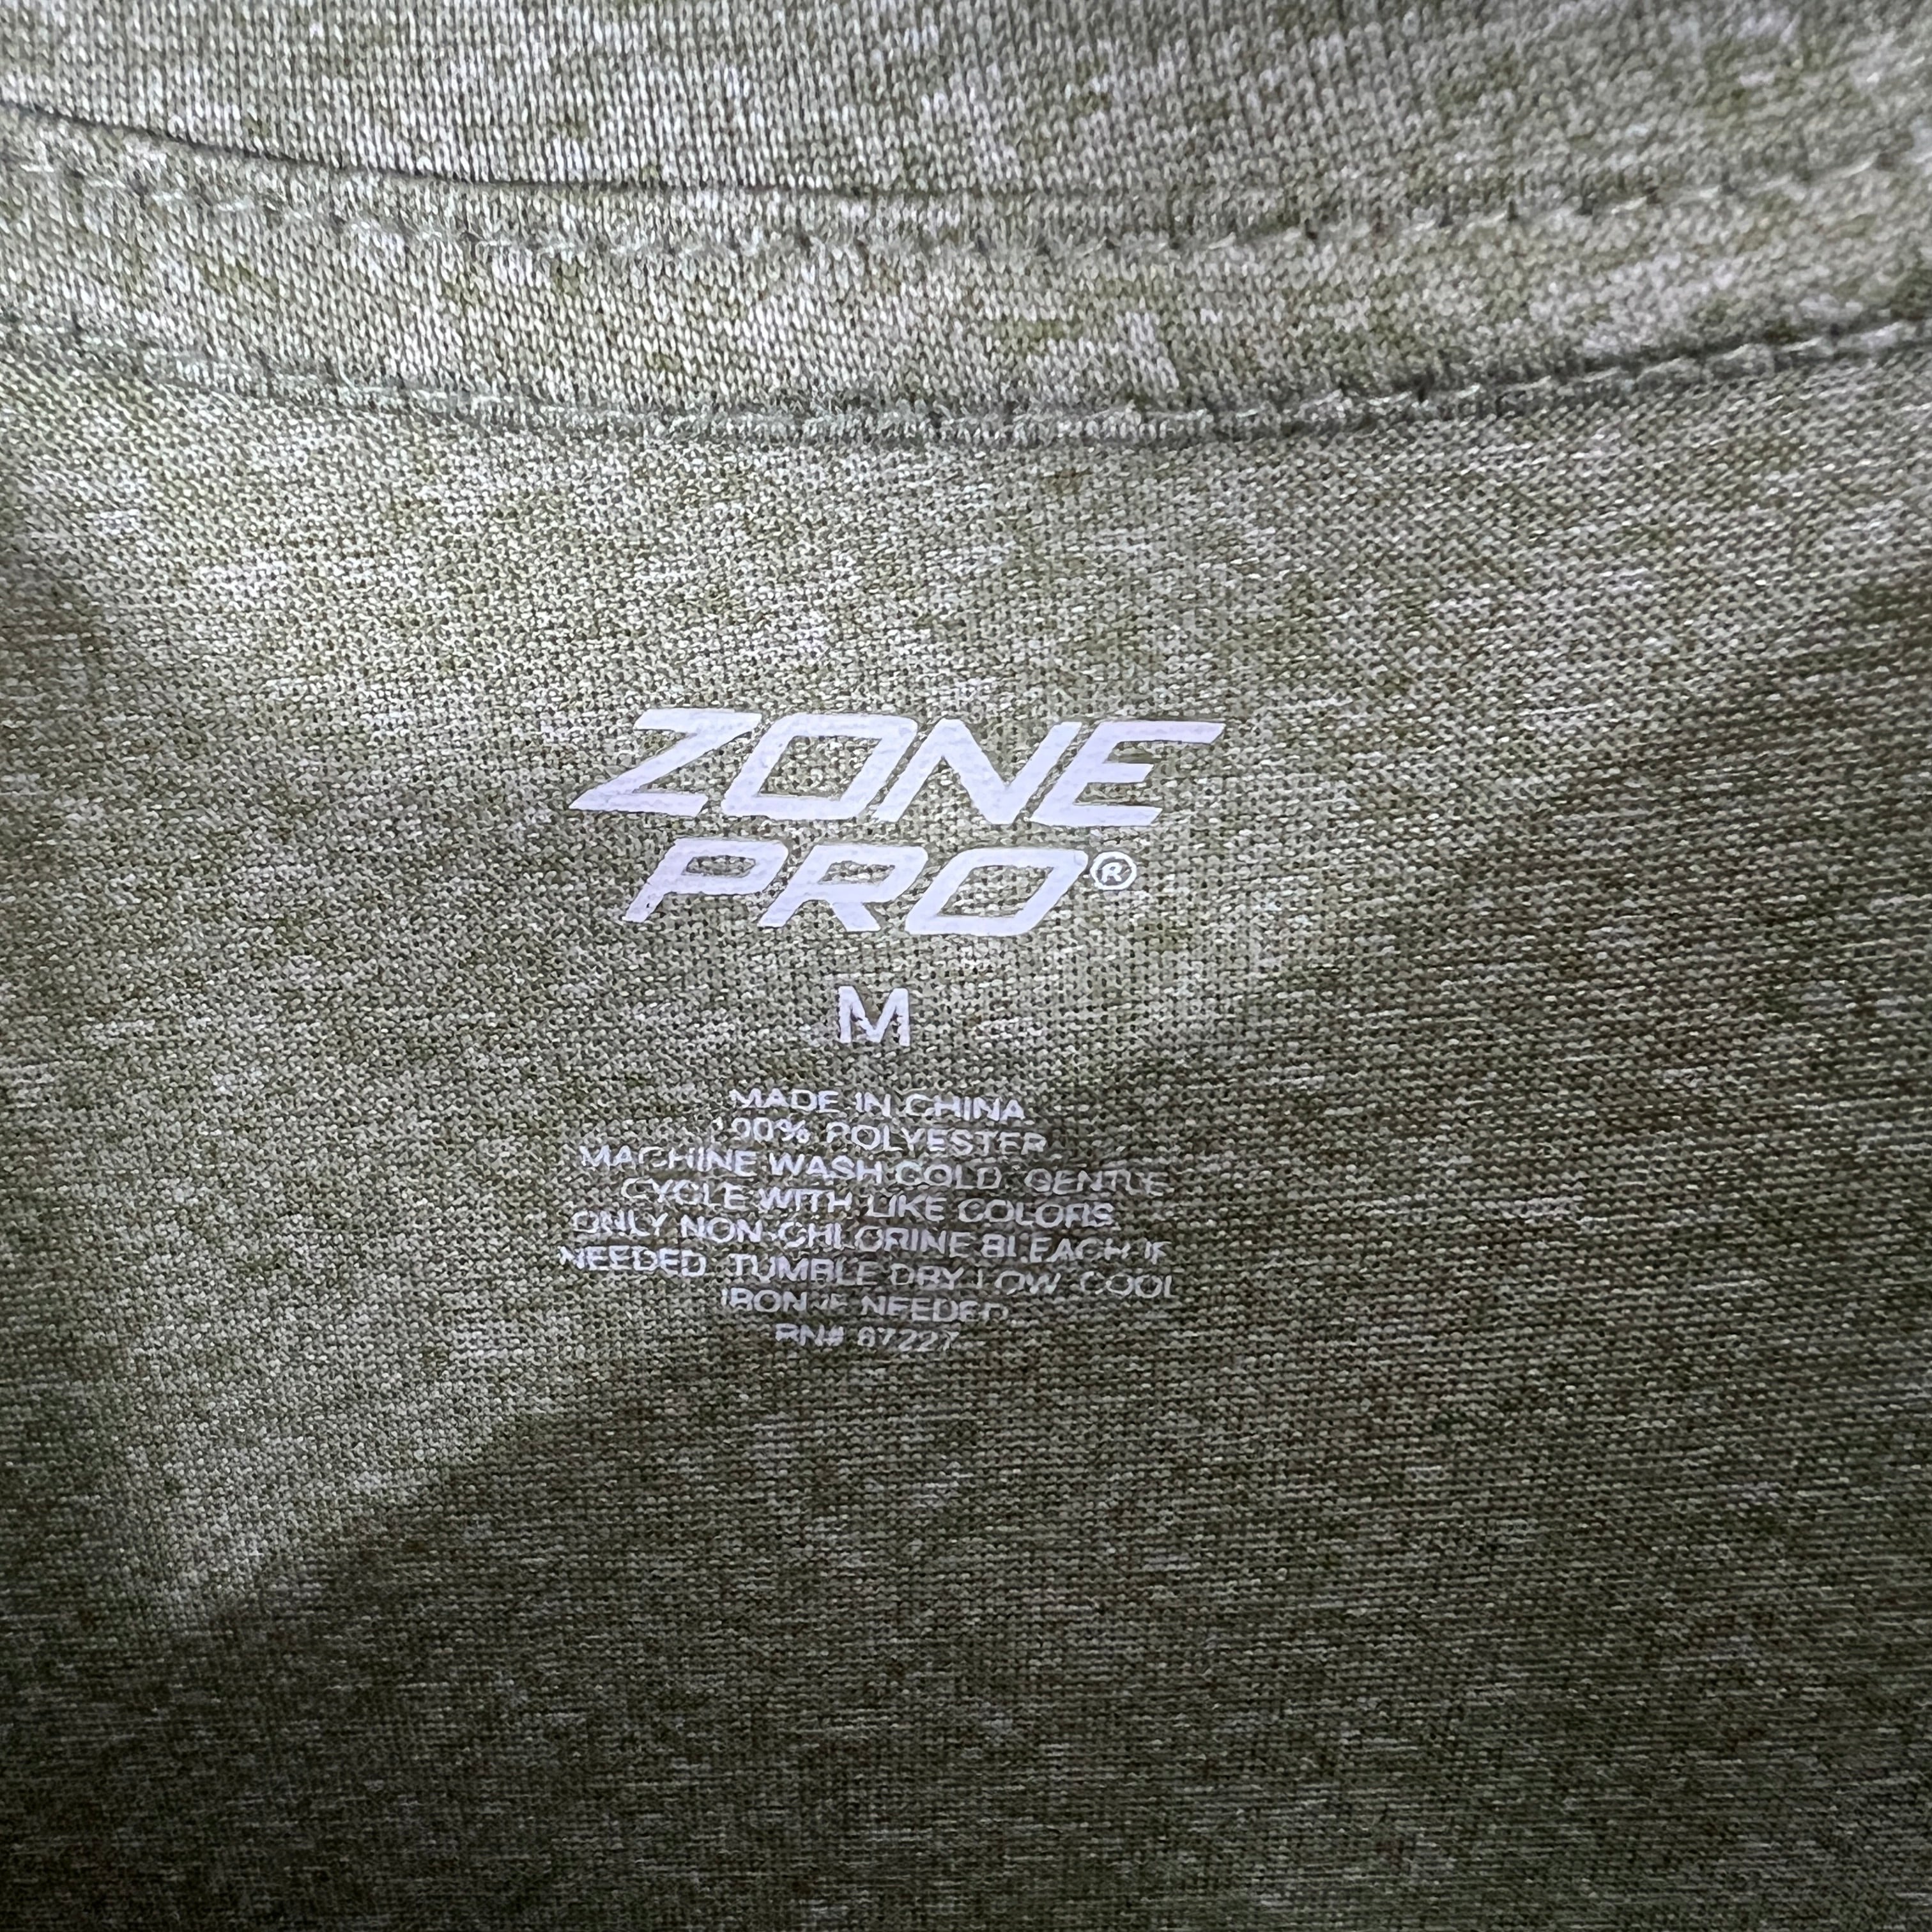 ZONE
PRO®
M
MADE IN CHINA
100% POLYESTER
MACHINE WASH COLD, GENTLE
CYCLE WITH LIKE COLORS.
ONLY NON-CHLORINE BLEACH IF
NEEDED. TUMBLE DRY LOW. COOL
IRON IF NEEDED.
RN# 67227